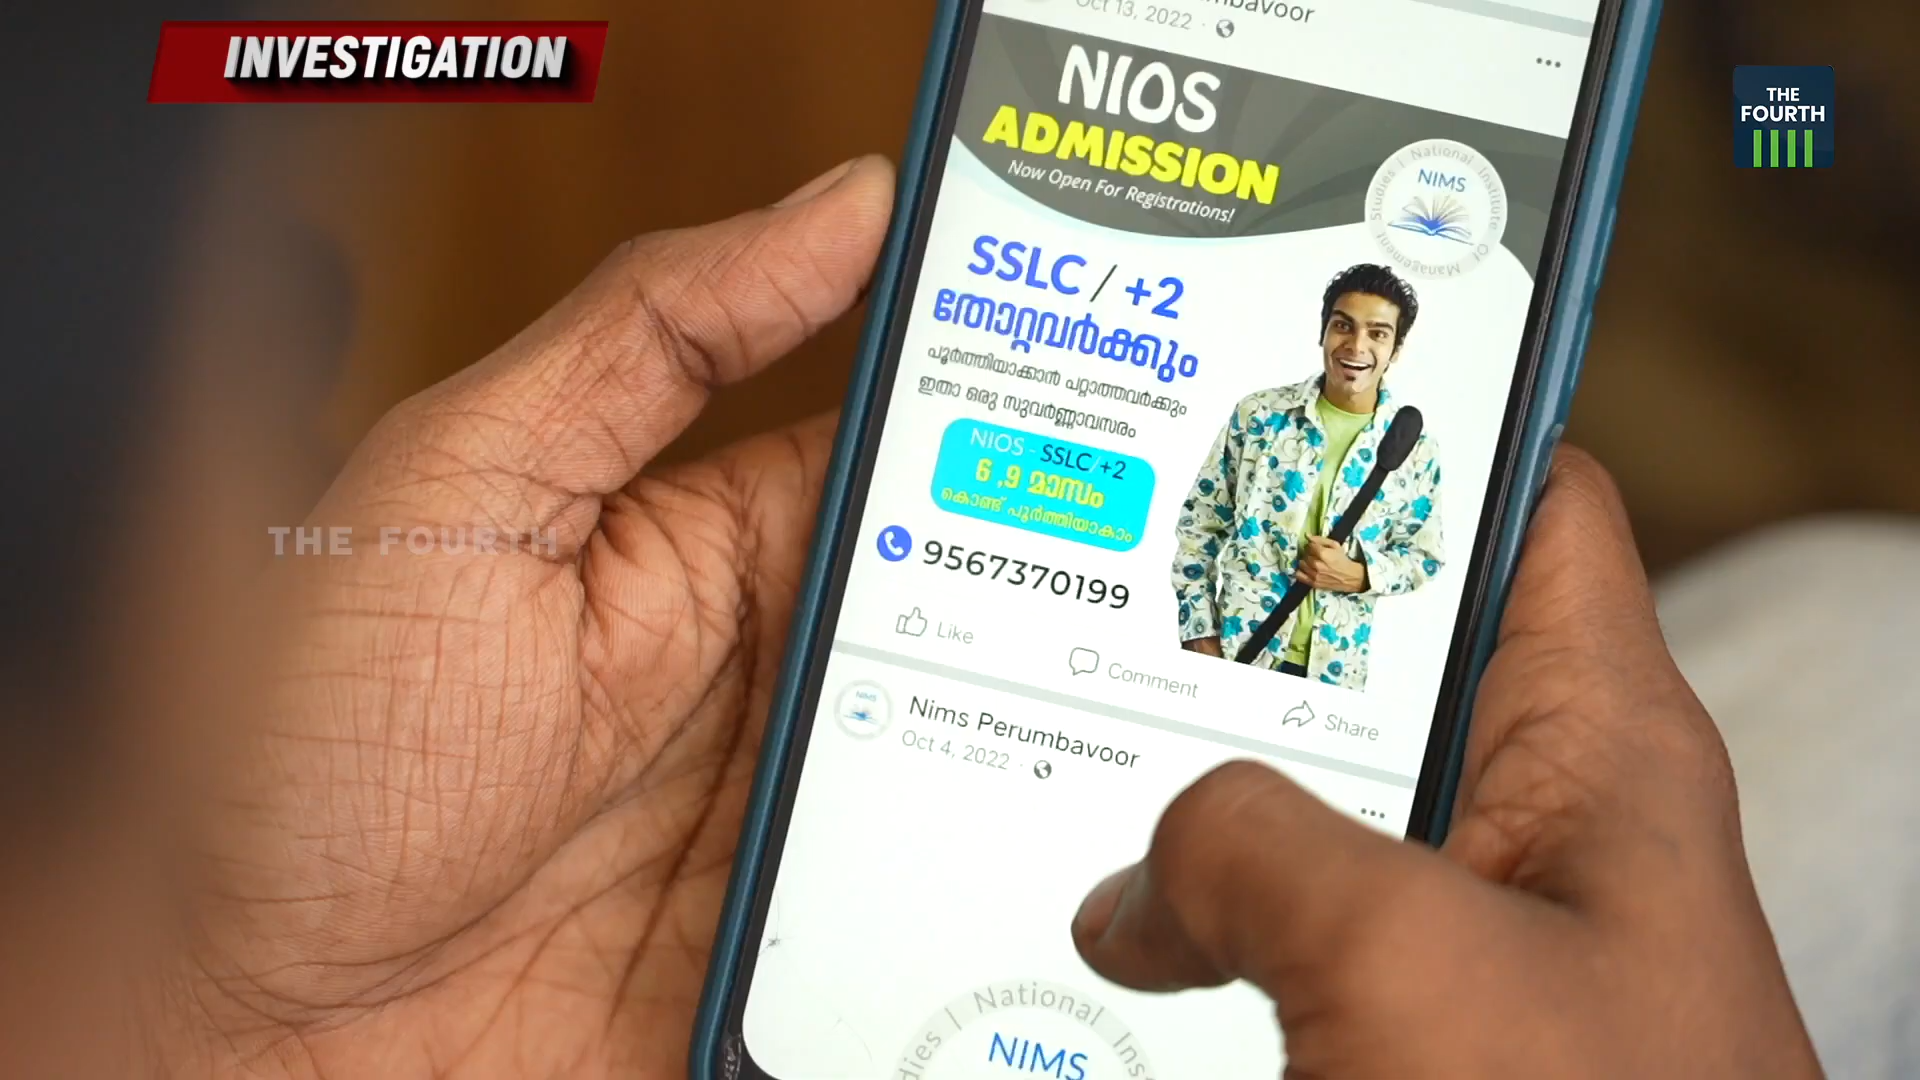 INVESTIGATION
THE
FOURTH
Oct 13, 2022
NIOS
ADMISSION
Now Open For Registrations!
National Institute Of Management Studies |
NIMS
SSLC / +2
തോറ്റവർക്കും
പൂർത്തിയാക്കാൻ പറ്റാത്തവർക്കും
ഇതാ ഒരു സുവർണ്ണാവസരം
NIOS - SSLC/+2
6 ,9 മാസം
കൊണ്ട് പൂർത്തിയാകാം
THE FOURTH
9567370199
Like
Comment
Share
NIMS
Nims Perumbavoor
Oct 4, 2022
National
NIMS